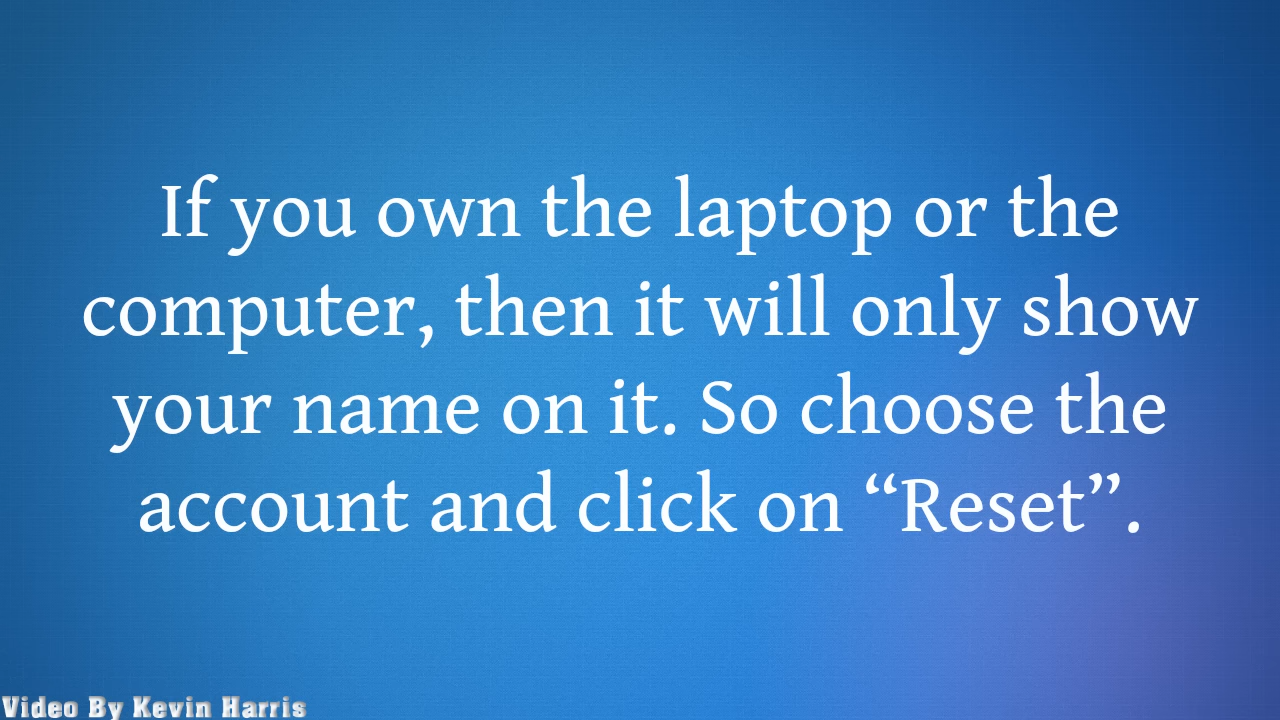 If you own the laptop or the
computer, then it will only show
your name on it. So choose the
account and click on “Reset”.
Video By Kevin Harris